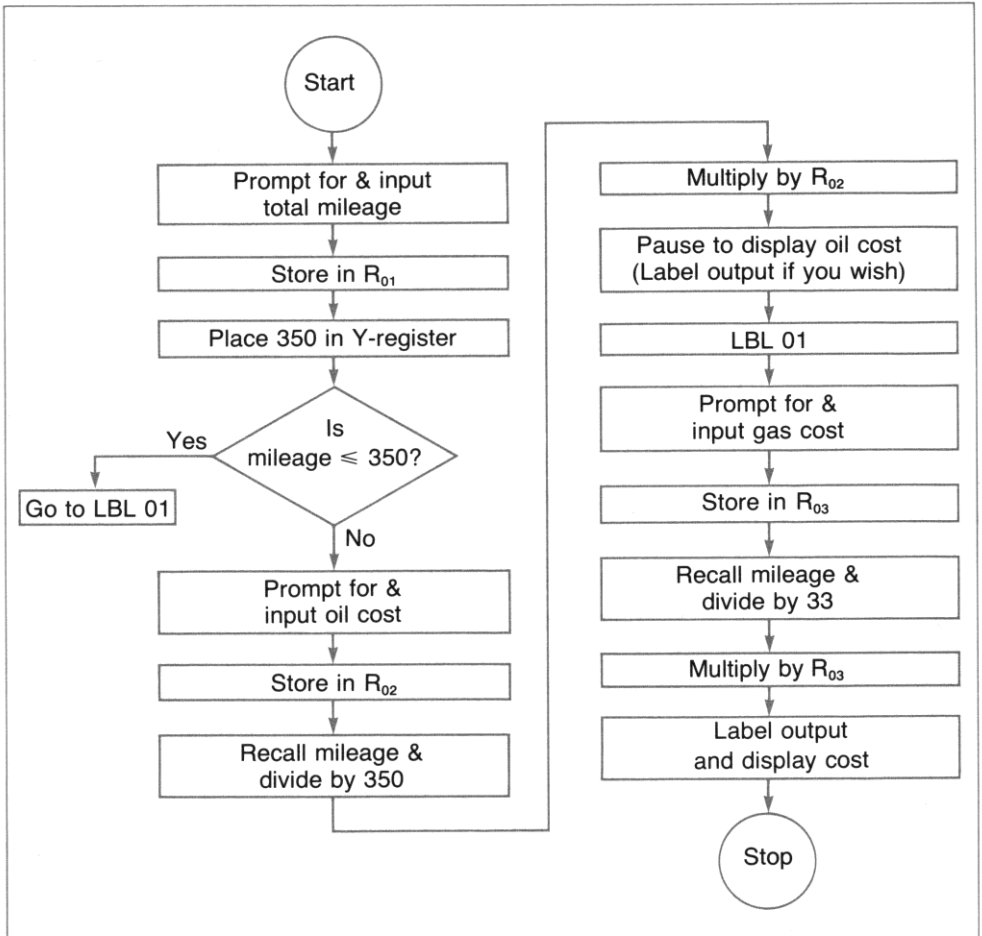 Start
Prompt for & input
total mileage
Store in R₀₁
Place 350 in Y-register
Is
mileage ⩽ 350?
Yes
Go to LBL 01
No
Prompt for &
input oil cost
Store in R₀₂
Recall mileage &
divide by 350
Multiply by R₀₂
Pause to display oil cost
(Label output if you wish)
LBL 01
Prompt for &
input gas cost
Store in R₀₃
Recall mileage &
divide by 33
Multiply by R₀₃
Label output
and display cost
Stop